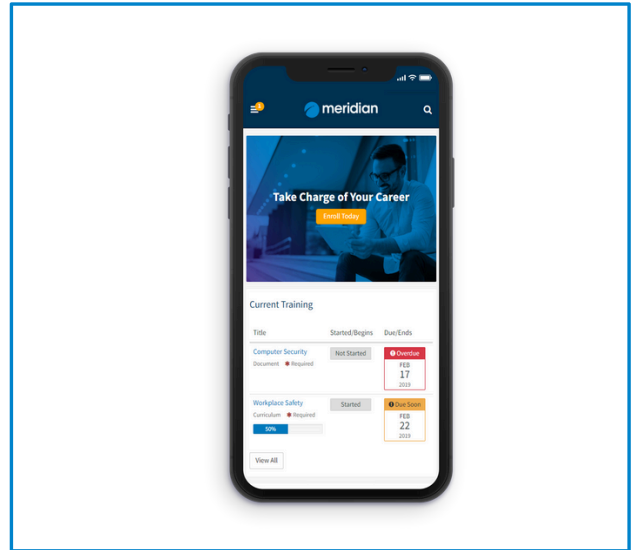 meridian
Take Charge of Your Career
Enroll Today
Current Training
Title Started/Begins Due/Ends
Computer Security Not Started Overdue
Document Required FEB
17
2019
Workplace Safety Started Due Soon
Curriculum Required FEB
50% 22
2019
View All